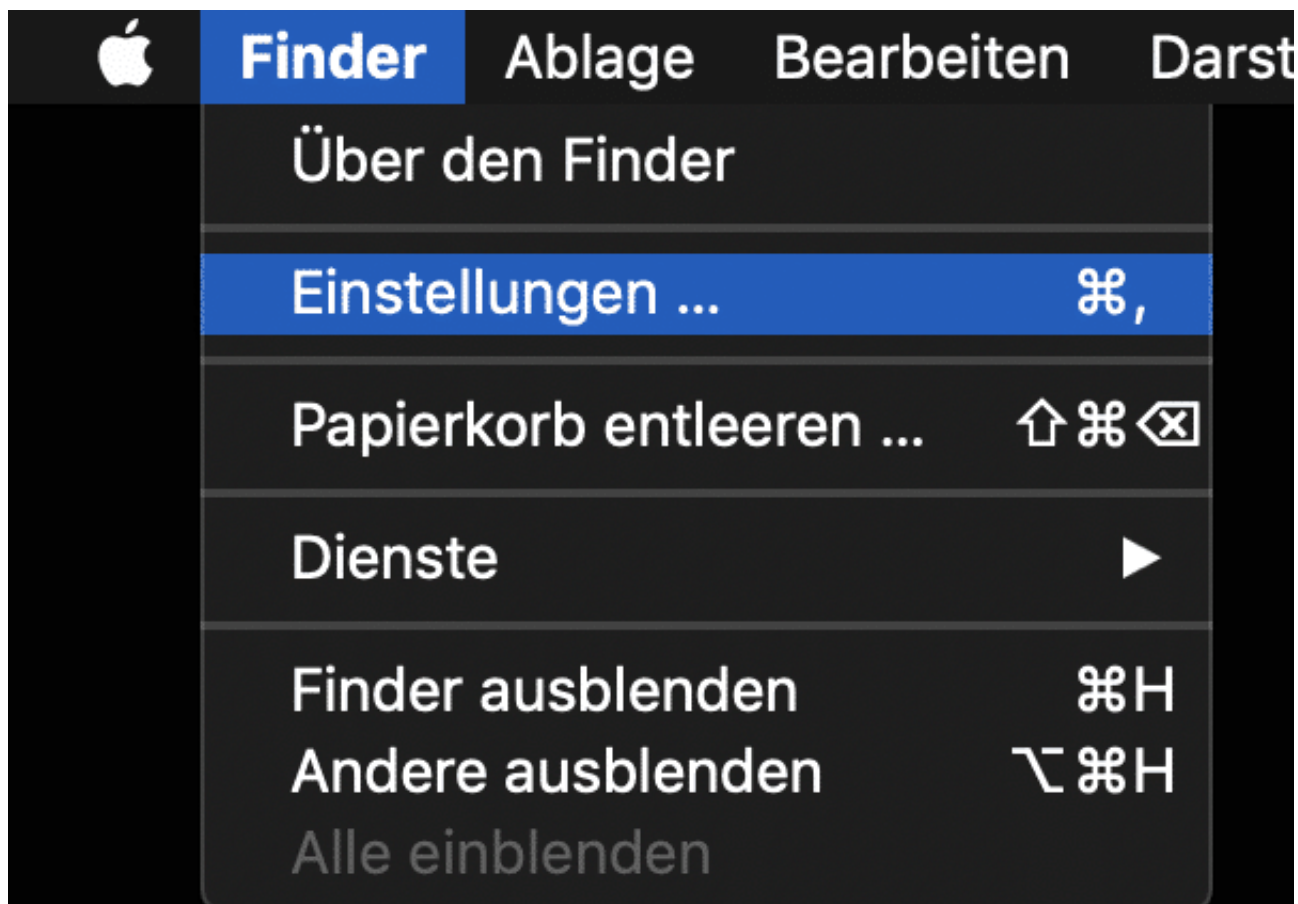 Finder Ablage Bearbeiten Darst
Über den Finder
Einstellungen ... ⌘,
Papierkorb entleeren ... ⇧⌘⌫
Dienste ▶
Finder ausblenden ⌘H
Andere ausblenden ⌥⌘H
Alle einblenden